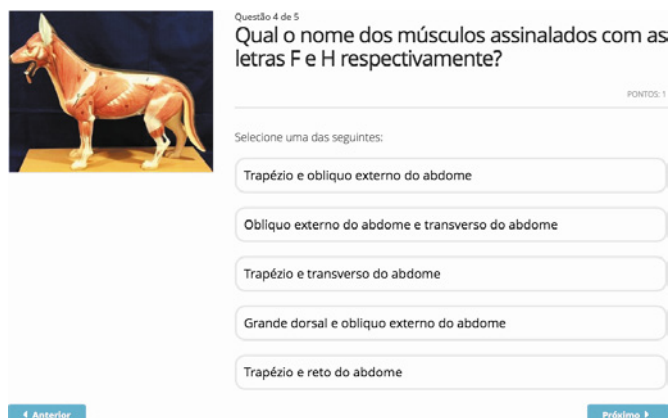 Questão 4 de 5
Qual o nome dos músculos assinalados com as
letras F e H respectivamente?
PONTOS: 1
Selecione uma das seguintes:
Trapézio e obliquo externo do abdome
Obliquo externo do abdome e transverso do abdome
Trapézio e transverso do abdome
Grande dorsal e obliquo externo do abdome
Trapézio e reto do abdome
Anterior
Próximo